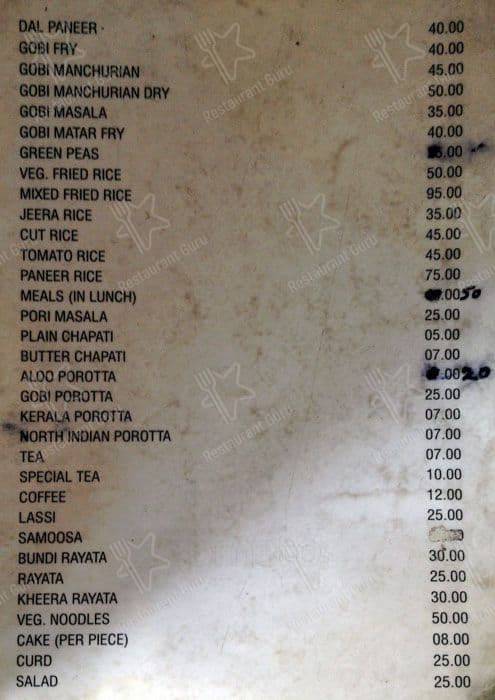 DAL PANEER 40.00
GOBI FRY 40.00
GOBI MANCHURIAN 45.00
GOBI MANCHURIAN DRY 50.00
GOBI MASALA 35.00
GOBI MATAR FRY 40.00
GREEN PEAS
VEG. FRIED RICE 50.00
MIXED FRIED RICE 95.00
JEERA RICE 35.00
CUT RICE 45.00
TOMATO RICE 45.00
PANEER RICE 75.00
MEALS (IN LUNCH) .00 50
PORI MASALA 25.00
PLAIN CHAPATI 05.00
BUTTER CHAPATI 07.00
ALOO POROTTA .00 20
GOBI POROTTA 25.00
KERALA POROTTA 07.00
NORTH INDIAN POROTTA 07.00
TEA 07.00
SPECIAL TEA 10.00
COFFEE 12.00
LASSI 25.00
SAMOOSA
BUNDI RAYATA 30.00
RAYATA 25.00
KHEERA RAYATA 30.00
VEG. NOODLES 50.00
CAKE (PER PIECE) 08.00
CURD 25.00
SALAD 25.00
Restaurant Guru